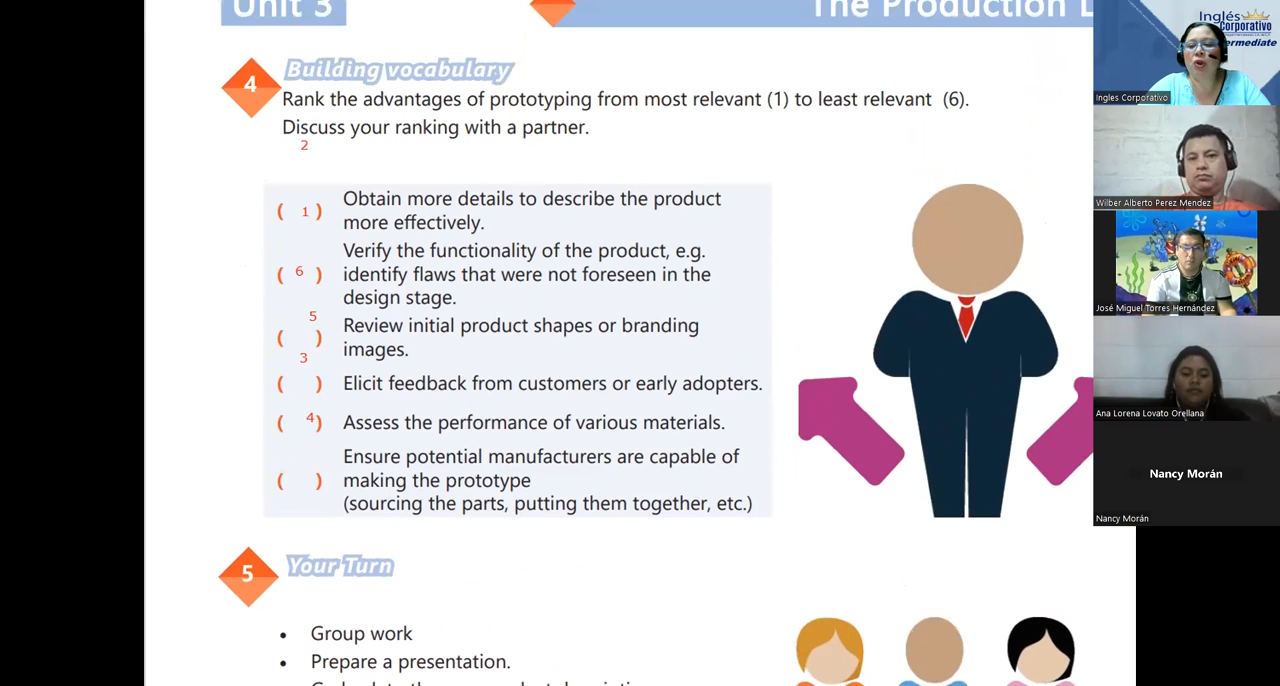 Unit 3
The Production L
4
Building vocabulary
Rank the advantages of prototyping from most relevant (1) to least relevant (6).
Discuss your ranking with a partner.
2
( 1 ) Obtain more details to describe the product
more effectively.
Verify the functionality of the product, e.g.
( 6 ) identify flaws that were not foreseen in the
design stage.
5
( ) Review initial product shapes or branding
images.
3
( ) Elicit feedback from customers or early adopters.
( 4 ) Assess the performance of various materials.
Ensure potential manufacturers are capable of
( ) making the prototype
(sourcing the parts, putting them together, etc.)
5
Your Turn
• Group work
• Prepare a presentation.
Inglés
Corporativo
ermediate
Ingles Corporativo
Wilber Alberto Perez Mendez
José Miguel Torres Hernández
Ana Lorena Lovato Orellana
Nancy Morán
Nancy Morán